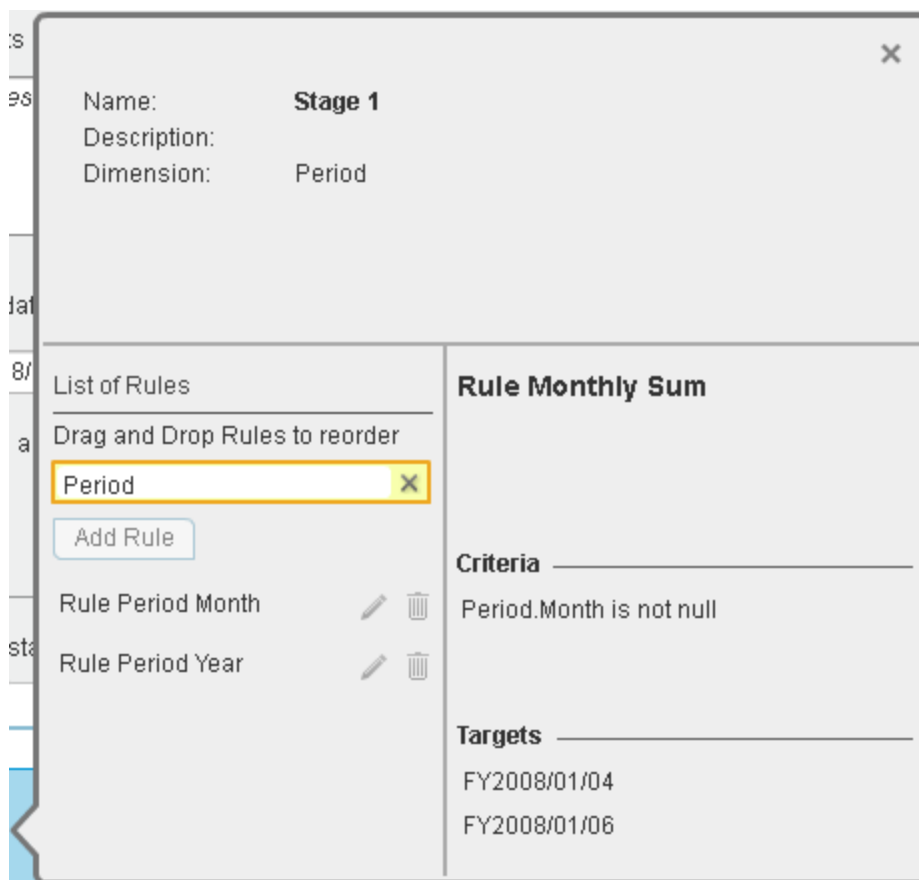 Name: Stage 1
Description:
Dimension: Period
List of Rules
Drag and Drop Rules to reorder
Period
Add Rule
Rule Period Month
Rule Period Year
Rule Monthly Sum
Criteria
Period.Month is not null
Targets
FY2008/01/04
FY2008/01/06